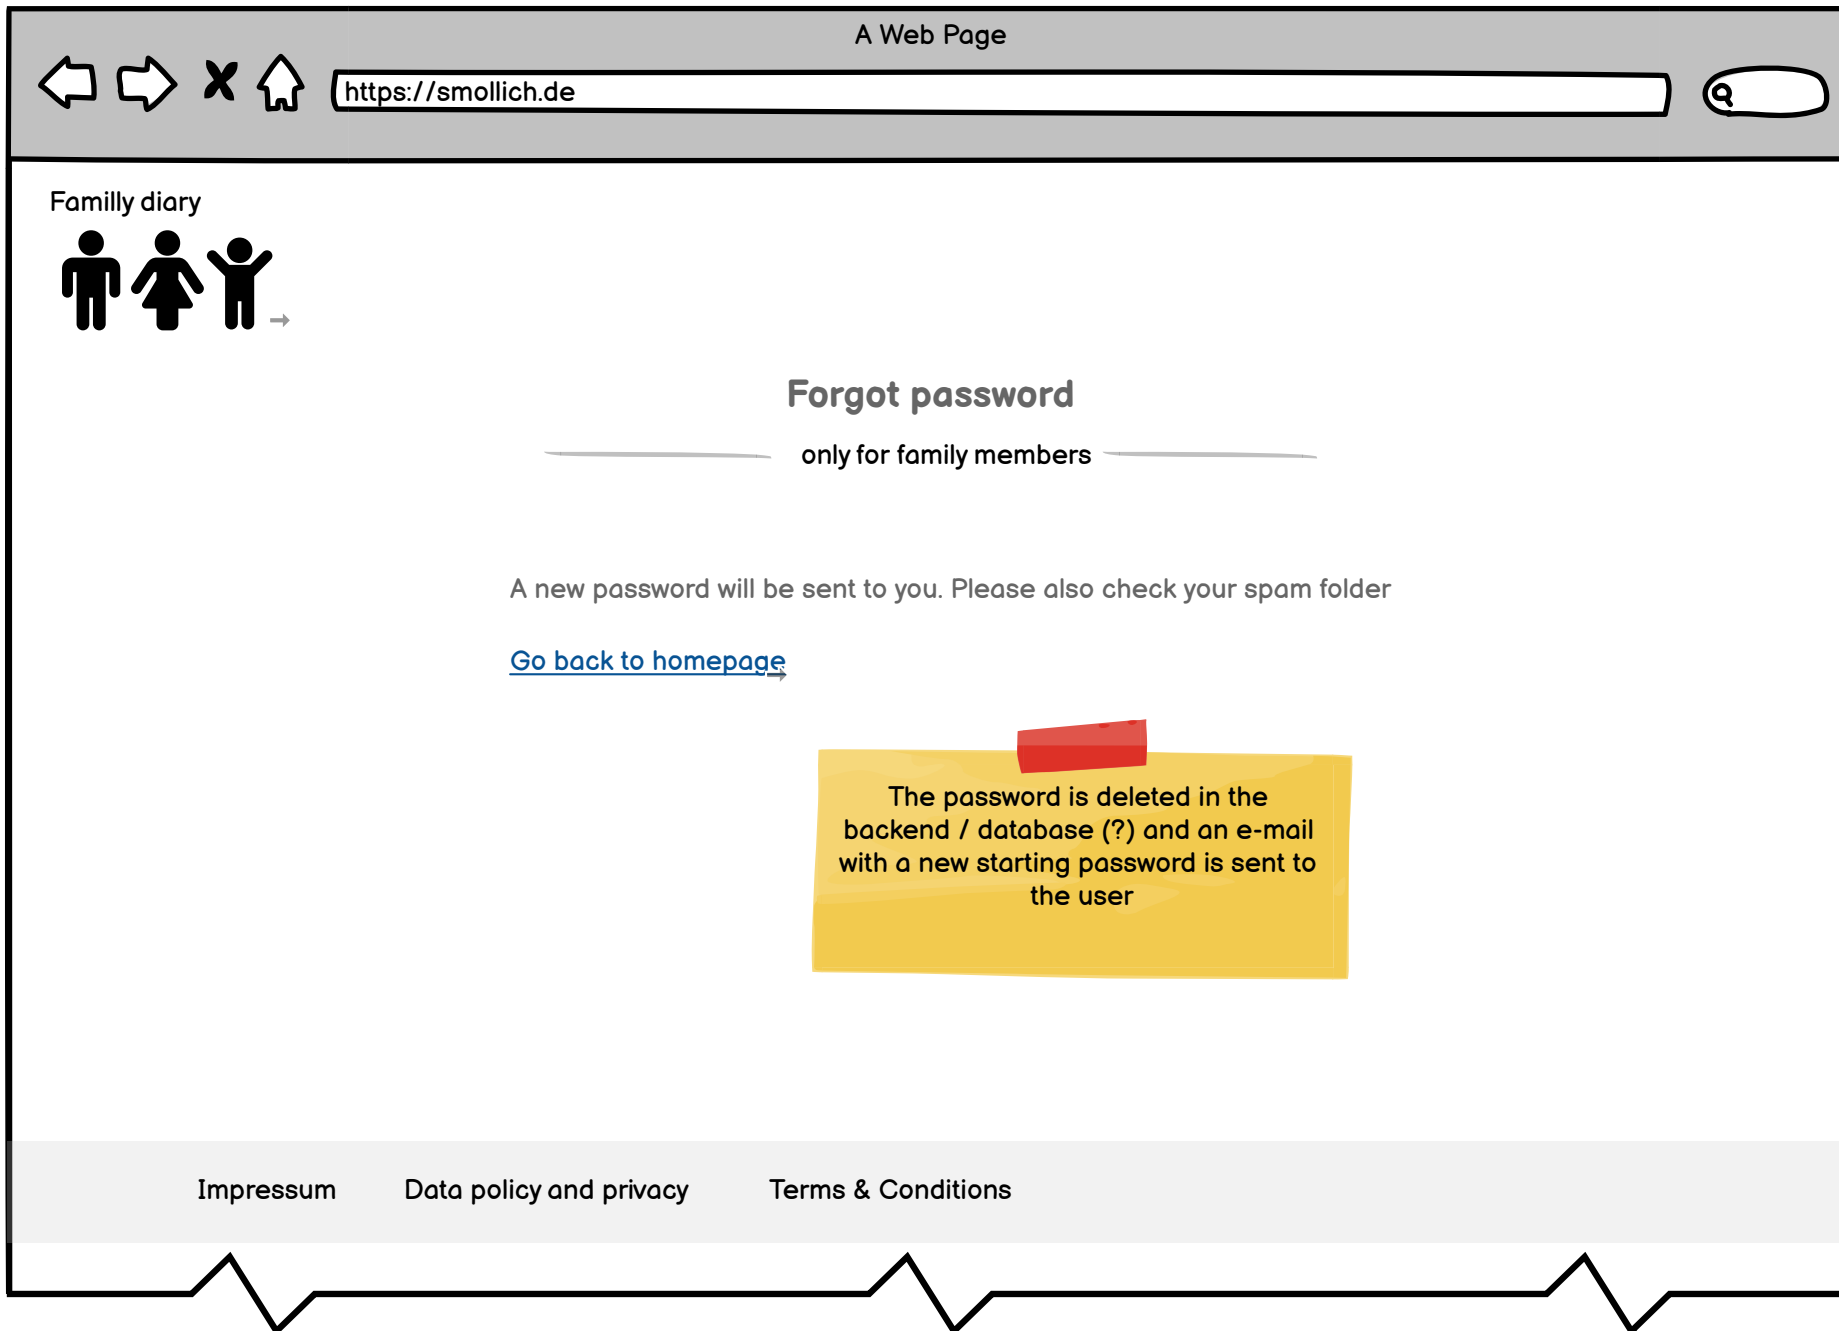 A Web Page
https://smollich.de
Familly diary
Forgot password
only for family members
A new password will be sent to you. Please also check your spam folder
Go back to homepage
The password is deleted in the
backend / database (?) and an e-mail
with a new starting password is sent to
the user
Impressum
Data policy and privacy
Terms & Conditions